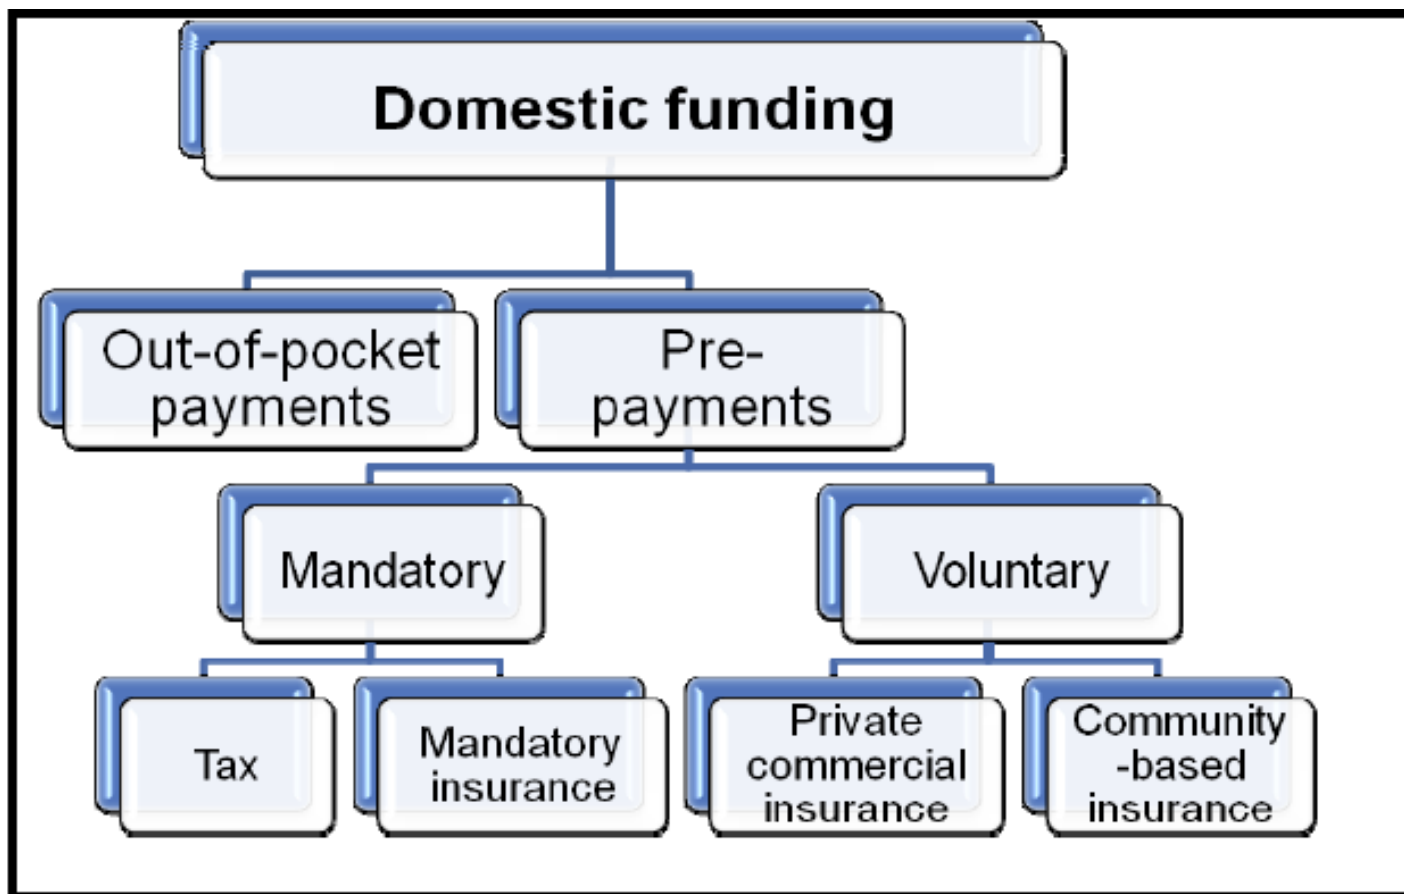 Domestic funding
Out-of-pocket
payments
Pre-
payments
Mandatory
Voluntary
Tax
Mandatory
insurance
Private
commercial
insurance
Community
-based
insurance